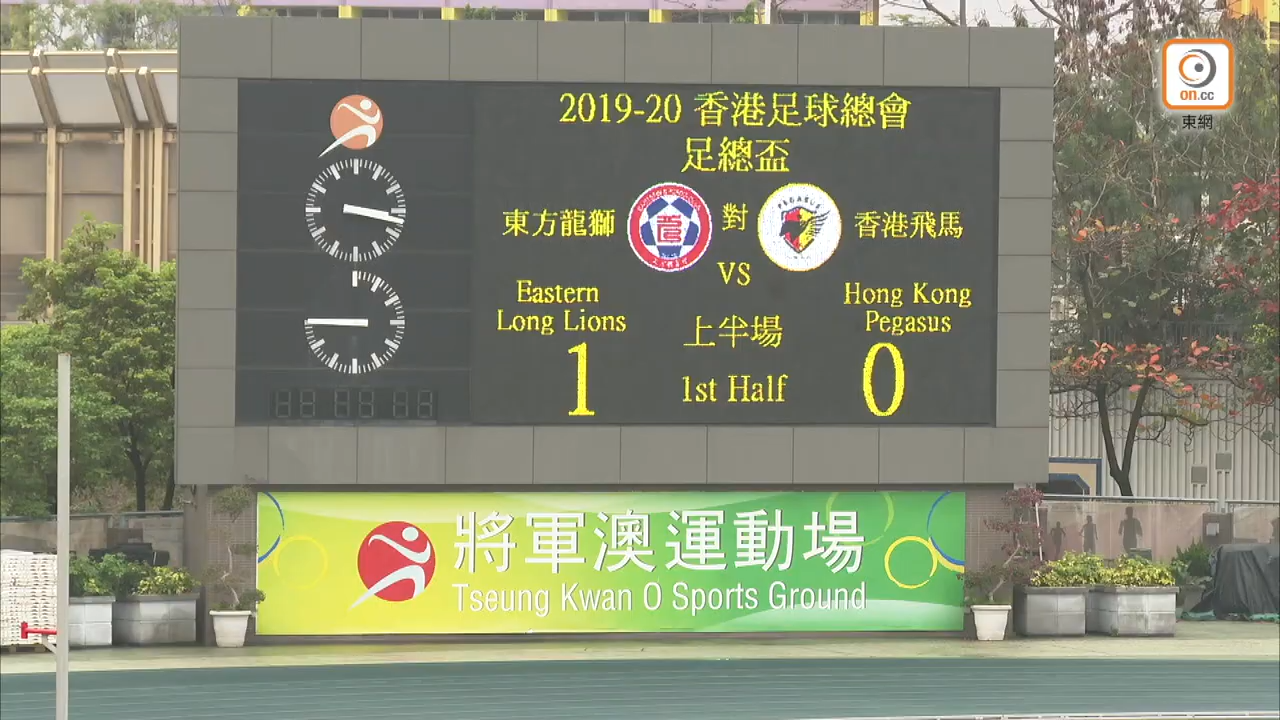 on.cc
東網
2019-20 香港足球總會
足總盃
東方龍獅
對
香港飛馬
VS
Eastern
Long Lions
Hong Kong
Pegasus
上半場
1
1st Half
0
PEGASUS
將軍澳運動場
Tseung Kwan O Sports Ground